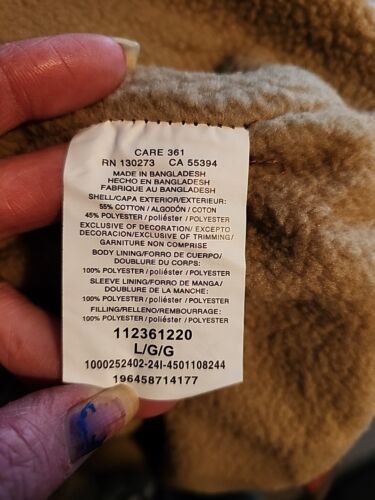 CARE 361
RN 130273 CA 55394
MADE IN BANGLADESH
HECHO EN BANGLADESH
FABRIQUE AU BANGLADESH
SHELL/CAPA EXTERIOR/EXTERIEUR:
55% COTTON / ALGODÓN / COTON
45% POLYESTER / poliéster / POLYESTER
EXCLUSIVE OF DECORATION/ EXCEPTO
DECORACION/EXCLUSIVE OF TRIMMING/
GARNITURE NON COMPRISE
BODY LINING/FORRO DE CUERPO/
DOUBLURE DU CORPS:
100% POLYESTER / poliéster / POLYESTER
SLEEVE LINING/FORRO DE MANGA/
DOUBLURE DE LA MANCHE:
100% POLYESTER / poliéster / POLYESTER
FILLING/RELLENO/REMBOURRAGE:
100% POLYESTER / poliéster / POLYESTER
112361220
L/G/G
1000252402-24I-4501108244
196458714177